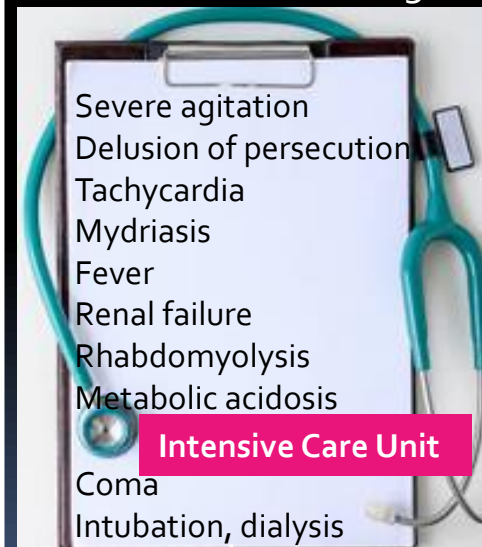 Severe agitation
Delusion of persecution
Tachycardia
Mydriasis
Fever
Renal failure
Rhabdomyolysis
Metabolic acidosis
Intensive Care Unit
Coma
Intubation, dialysis